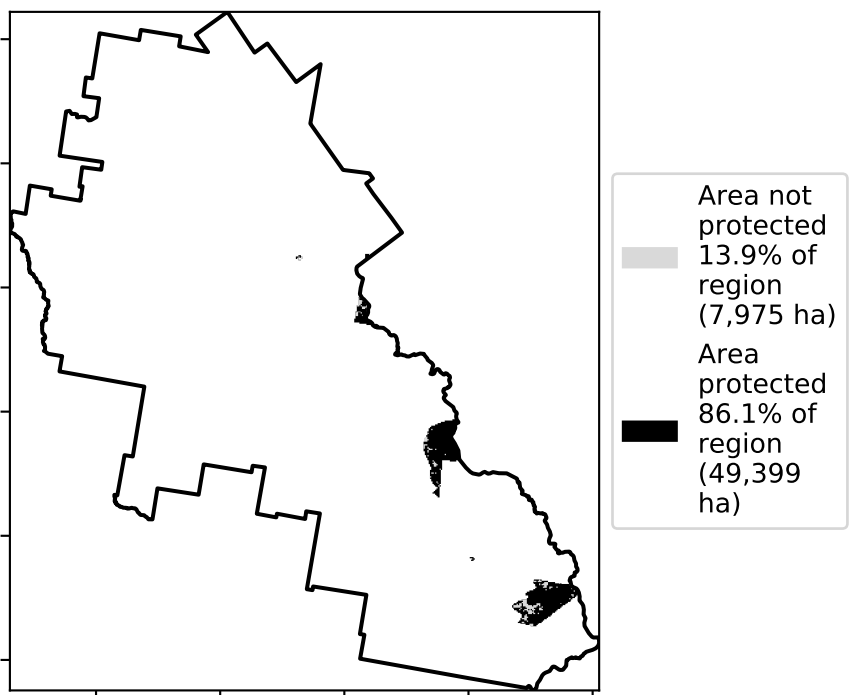 Area not
protected
13.9% of
region
(7,975 ha)
Area
protected
86.1% of
region
(49,399
ha)